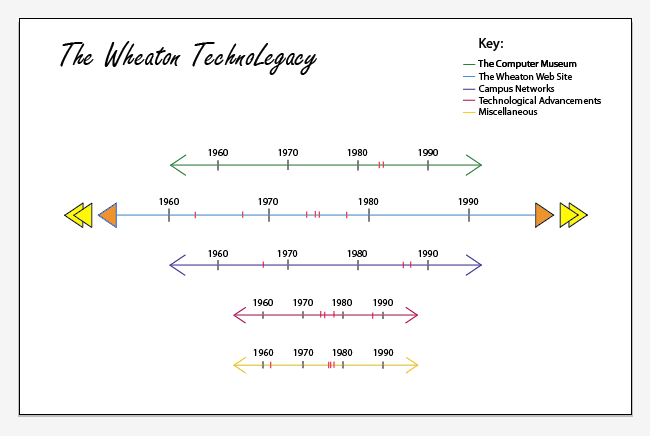 The Wheaton TechnoLegacy
Key:
The Computer Museum
The Wheaton Web Site
Campus Networks
Technological Advancements
Miscellaneous
1960 1970 1980 1990
1960 1970 1980 1990
1960 1970 1980 1990
1960 1970 1980 1990
1960 1970 1980 1990